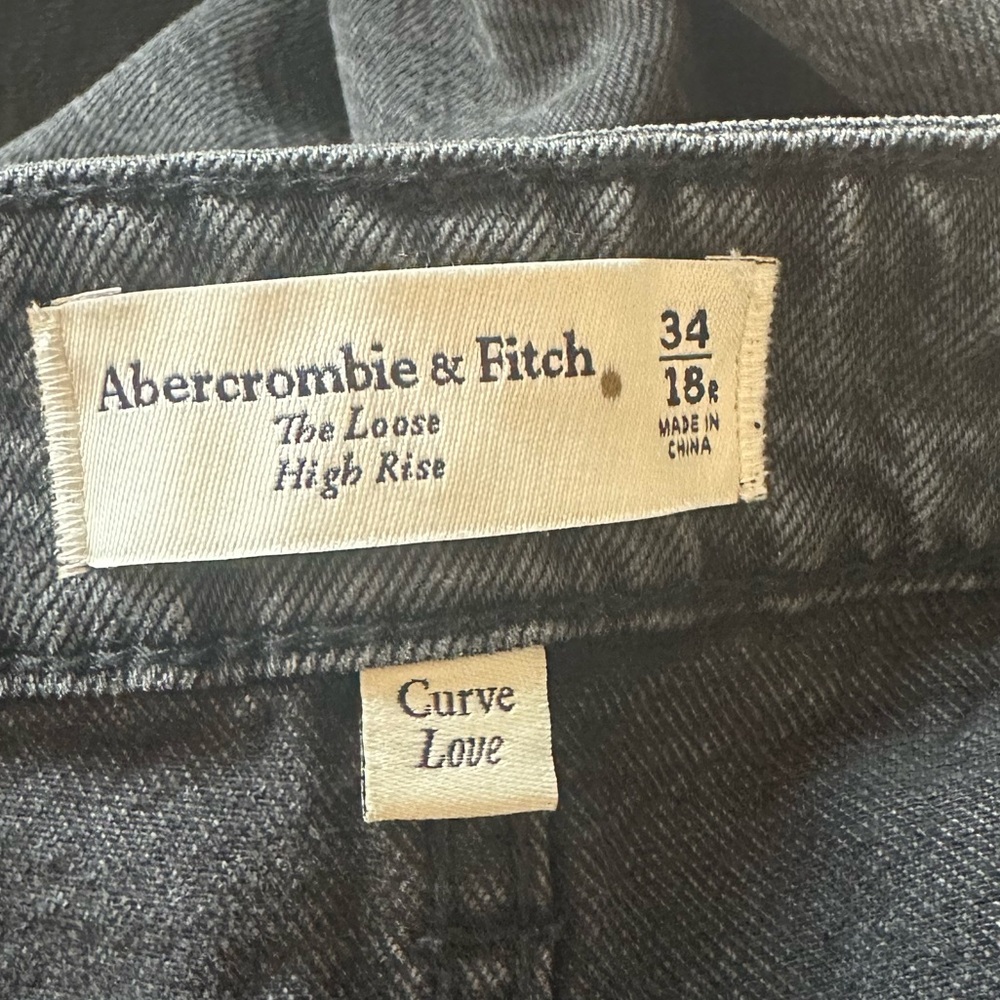 Abercrombie & Fitch
The Loose
High Rise
34
18R
MADE IN
CHINA
Curve
Love